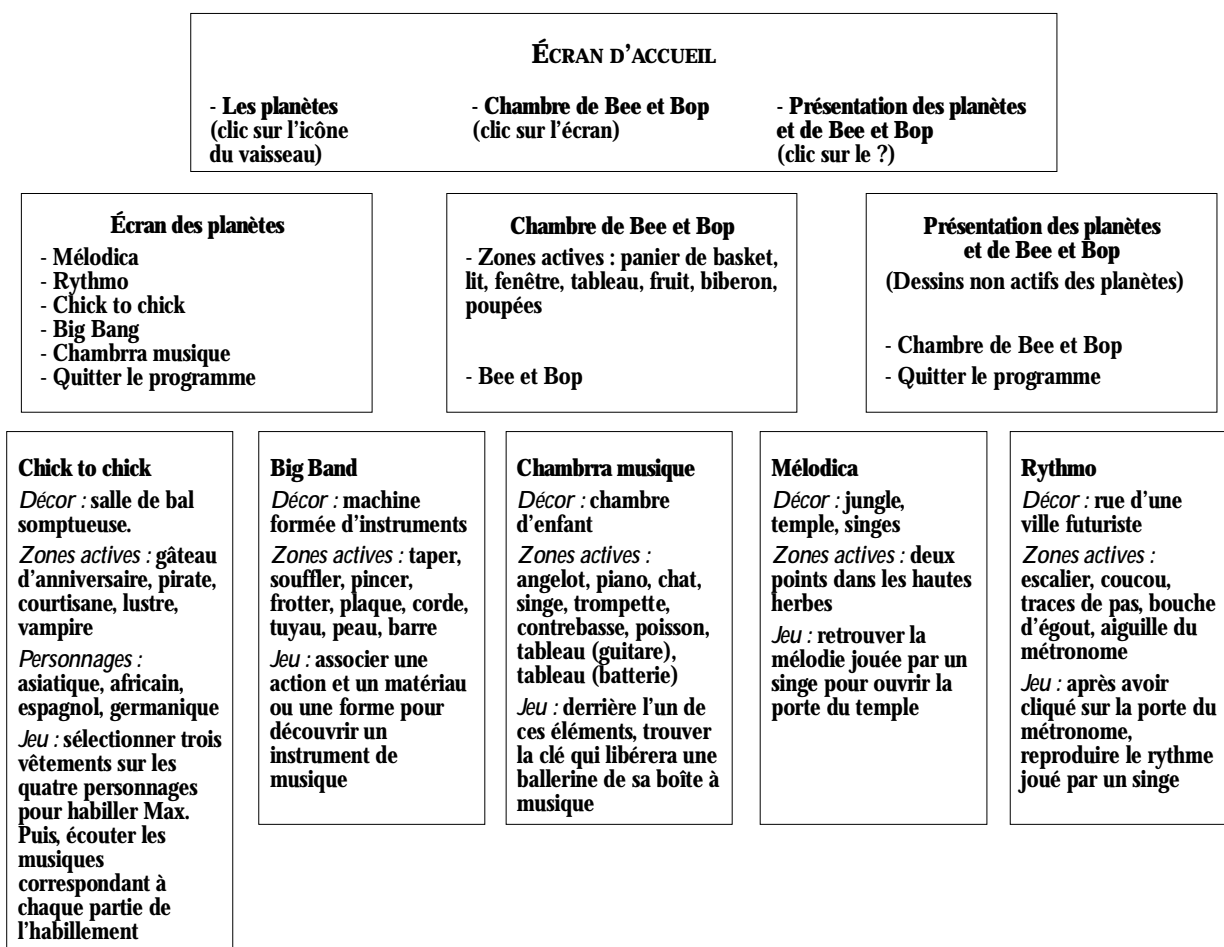 ÉCRAN D'ACCUEIL
- Les planètes
(clic sur l'icône
du vaisseau)
- Chambre de Bee et Bop
(clic sur l'écran)
- Présentation des planètes
et de Bee et Bop
(clic sur le ?)
Écran des planètes
- Mélodica
- Rythmo
- Chick to chick
- Big Bang
- Chambrra musique
- Quitter le programme
Chambre de Bee et Bop
- Zones actives : panier de basket,
lit, fenêtre, tableau, fruit, biberon,
poupées
- Bee et Bop
Présentation des planètes
et de Bee et Bop
(Dessins non actifs des planètes)
- Chambre de Bee et Bop
- Quitter le programme
Chick to chick
Décor : salle de bal
somptueuse.
Zones actives : gâteau
d'anniversaire, pirate,
courtisane, lustre,
vampire
Personnages :
asiatique, africain,
espagnol, germanique
Jeu : sélectionner trois
vêtements sur les
quatre personnages
pour habiller Max.
Puis, écouter les
musiques
correspondant à
chaque partie de
l'habillement
Big Band
Décor : machine
formée d'instruments
Zones actives : taper,
souffler, pincer,
frotter, plaque, corde,
tuyau, peau, barre
Jeu : associer une
action et un matériau
ou une forme pour
découvrir un
instrument de
musique
Chambrra musique
Décor : chambre
d'enfant
Zones actives :
angelot, piano, chat,
singe, trompette,
contrebasse, poisson,
tableau (guitare),
tableau (batterie)
Jeu : derrière l'un de
ces éléments, trouver
la clé qui libérera une
ballerine de sa boîte à
musique
Mélodica
Décor : jungle,
temple, singes
Zones actives : deux
points dans les hautes
herbes
Jeu : retrouver la
mélodie jouée par un
singe pour ouvrir la
porte du temple
Rythmo
Décor : rue d'une
ville futuriste
Zones actives :
escalier, coucou,
traces de pas, bouche
d'égout, aiguille du
métronome
Jeu : après avoir
cliqué sur la porte du
métronome,
reproduire le rythme
joué par un singe